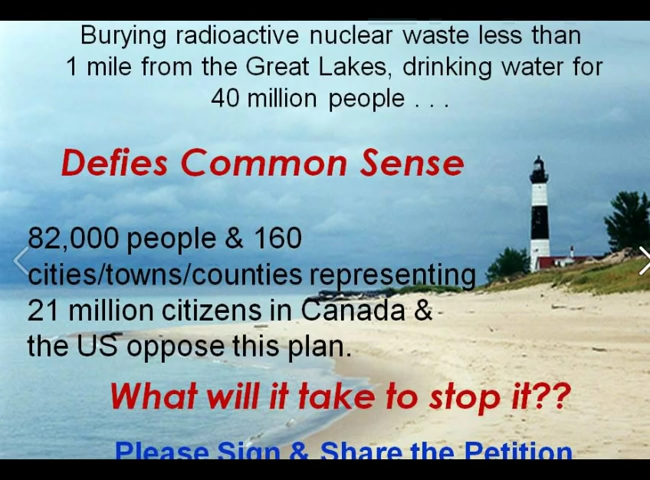 Burying radioactive nuclear waste less than
1 mile from the Great Lakes, drinking water for
40 million people . . .
Defies Common Sense
82,000 people & 160
cities/towns/counties representing
21 million citizens in Canada &
the US oppose this plan.
What will it take to stop it??
Please Sign & Share the Petition